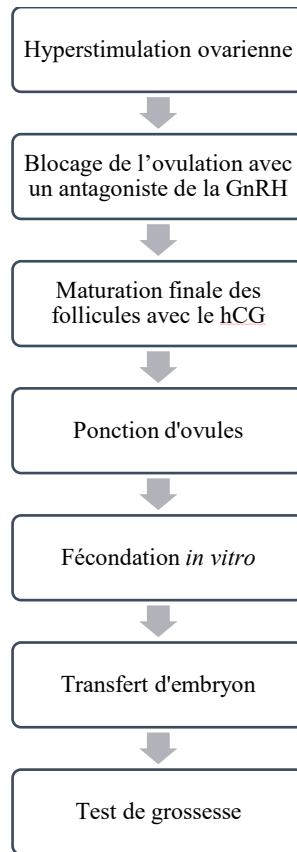 Hyperstimulation ovarienne
Blocage de l’ovulation avec
un antagoniste de la GnRH
Maturation finale des
follicules avec le hCG
Ponction d'ovules
Fécondation in vitro
Transfert d'embryon
Test de grossesse